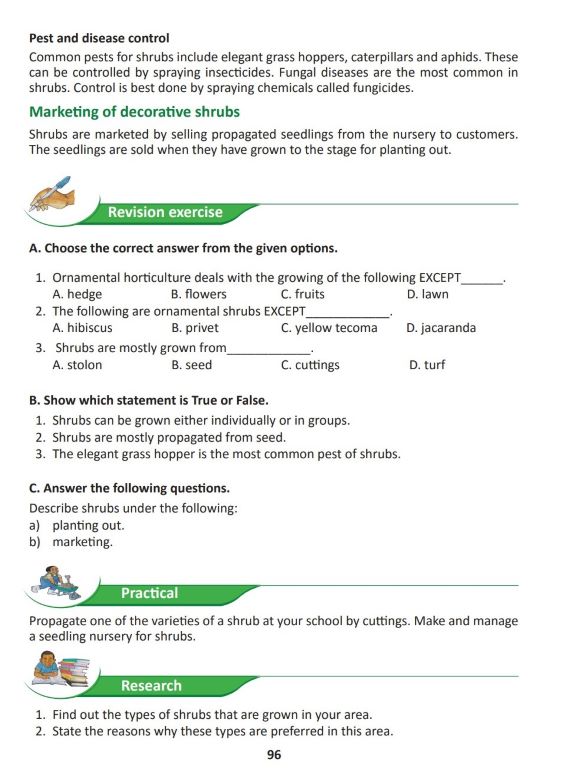 Pest and disease control
Common pests for shrubs include elegant grass hoppers, caterpillars and aphids. These
can be controlled by spraying insecticides. Fungal diseases are the most common in
shrubs. Control is best done by spraying chemicals called fungicides.
Marketing of decorative shrubs
Shrubs are marketed by selling propagated seedlings from the nursery to customers.
The seedlings are sold when they have grown to the stage for planting out.
Revision exercise
A. Choose the correct answer from the given options.
1. Ornamental horticulture deals with the growing of the following EXCEPT______.
A. hedge B. flowers C. fruits D. lawn
2. The following are ornamental shrubs EXCEPT____________.
A. hibiscus B. privet C. yellow tecoma D. jacaranda
3. Shrubs are mostly grown from____________.
A. stolon B. seed C. cuttings D. turf
B. Show which statement is True or False.
1. Shrubs can be grown either individually or in groups.
2. Shrubs are mostly propagated from seed.
3. The elegant grass hopper is the most common pest of shrubs.
C. Answer the following questions.
Describe shrubs under the following:
a) planting out.
b) marketing.
Practical
Propagate one of the varieties of a shrub at your school by cuttings. Make and manage
a seedling nursery for shrubs.
Research
1. Find out the types of shrubs that are grown in your area.
2. State the reasons why these types are preferred in this area.
96